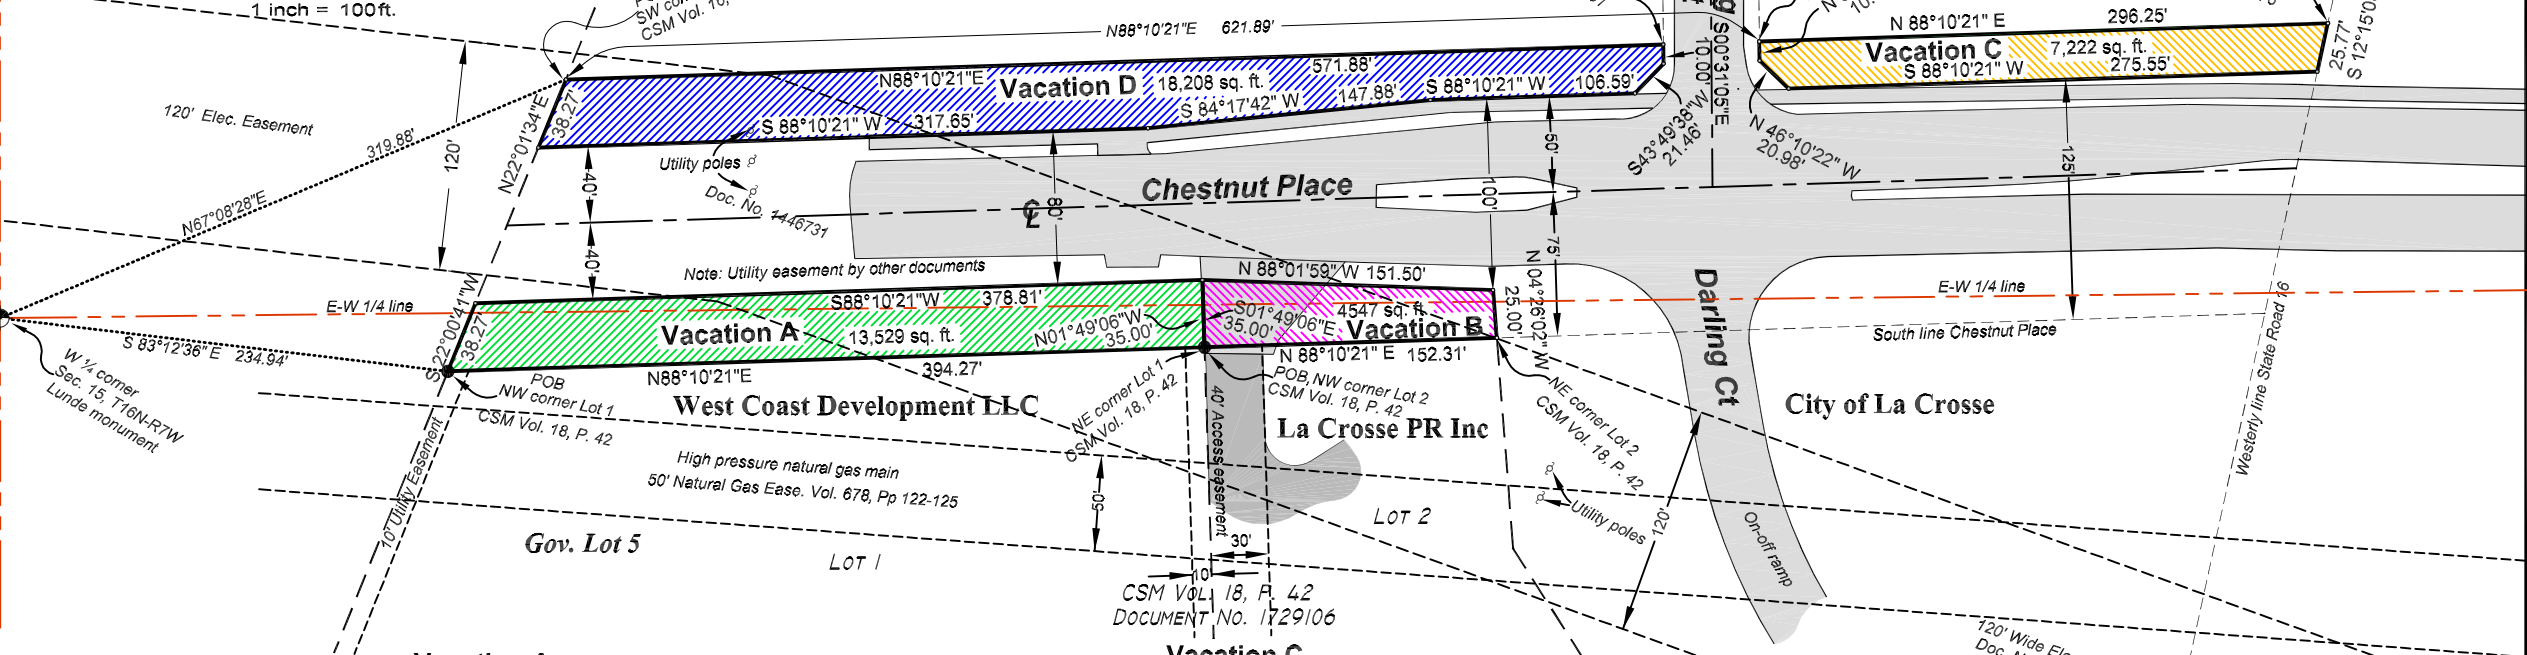 1 inch = 100ft.
N88°10'21"E 621.89'
N 88°10'21" E 296.25'
Vacation C 7,222 sq. ft.
S 88°10'21" W 275.55'
25.77'
N88°10'21"E 571.88'
Vacation D 18,208 sq. ft.
S 88°10'21" W 106.59'
S 84°17'42" W 147.88'
S 88°10'21" W 317.65'
38.27'
N22°01'34"E
10.00'
S00°31'05"E
S43°49'38"W
21.46'
N 46°10'22" W
20.98'
120' Elec. Easement
120'
319.88'
N67°08'28"E
Utility poles
Doc. No. 1446731
40'
40'
80'
100'
50'
75'
125'
Chestnut Place
CL
Note: Utility easement by other documents
N 88°01'59" W 151.50'
E-W 1/4 line
E-W 1/4 line
S88°10'21"W 378.81'
S22°00'41"W
38.27'
Vacation A 13,529 sq. ft.
N01°49'06"W
35.00'
S01°49'06"E
35.00'
4547 sq. ft
Vacation B
25.00'
N 04°26'02" W
South line Chestnut Place
S 83°12'36" E 234.94'
W ¼ corner
Sec. 15, T16N-R7W
Lunde monument
N88°10'21"E 394.27'
N 88°10'21" E 152.31'
POB
NW corner Lot 1
CSM Vol. 18, P. 42
NE corner Lot 1
CSM Vol. 18, P. 42
POB, NW corner Lot 2
CSM Vol. 18, P. 42
NE corner Lot 2
CSM Vol. 18, P. 42
West Coast Development LLC
La Crosse PR Inc
City of La Crosse
Darling Ct
Westerly line State Road 16
10' Utility Easement
40' Access easement
High pressure natural gas main
50' Natural Gas Ease. Vol. 678, Pp 122-125
50'
Gov. Lot 5
LOT 1
LOT 2
Utility poles
120'
On-off ramp
30'
10'
CSM VOL. 18, P. 42
DOCUMENT NO. 1729106
Vacation C
120' Wide